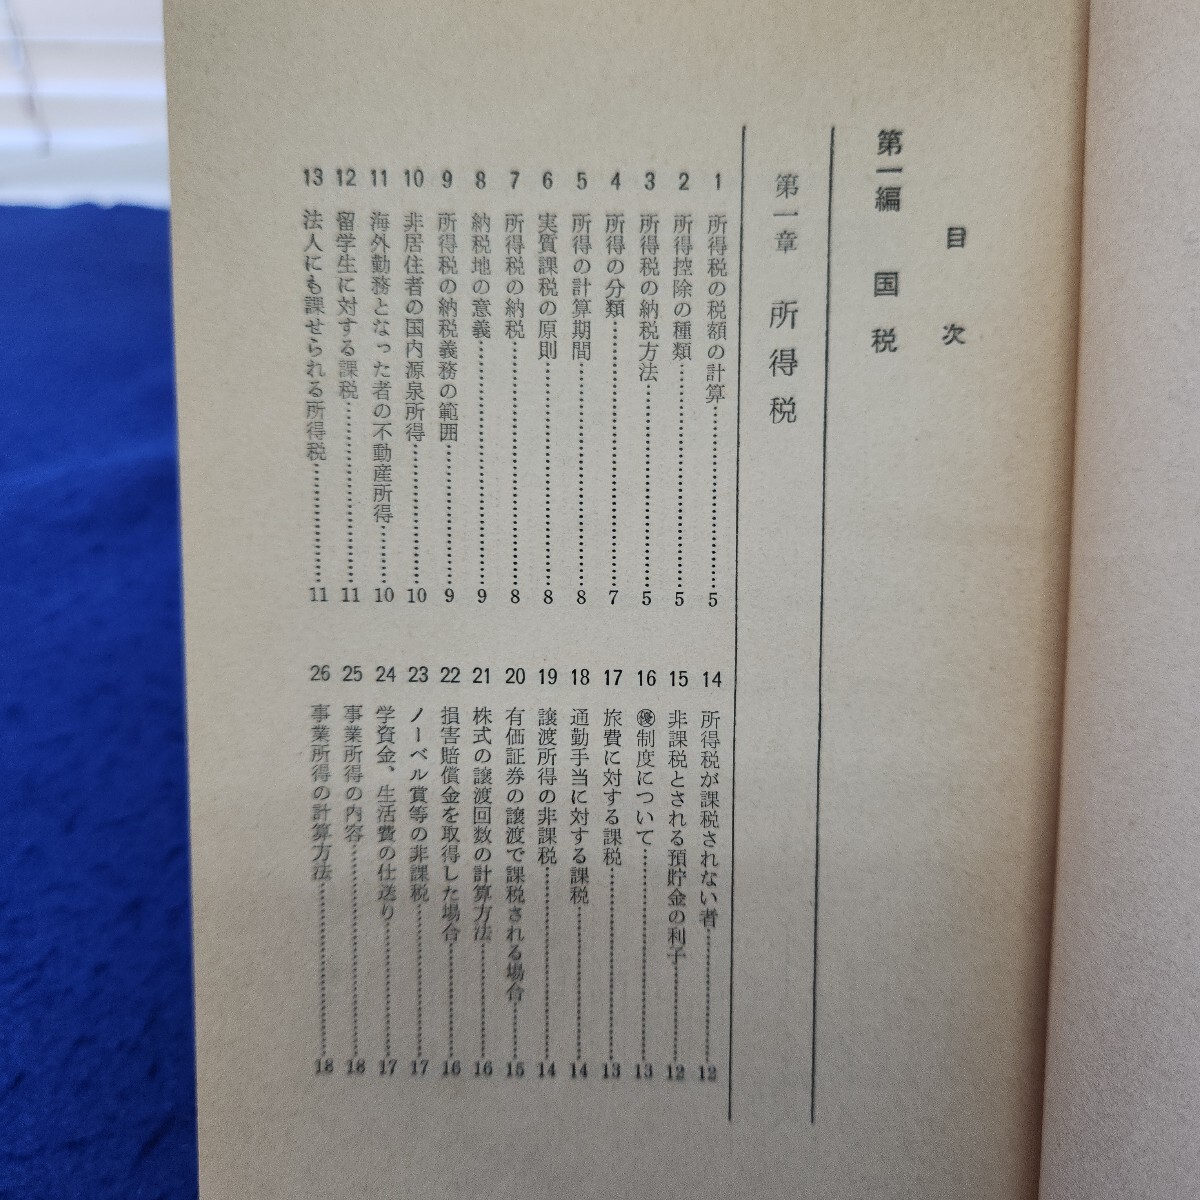 目次
第一編 国税
第一章 所得税
1 所得税の税額の計算……5
2 所得控除の種類……5
3 所得税の納税方法……5
4 所得の分類……7
5 所得の計算期間……8
6 実質課税の原則……8
7 所得税の納税……8
8 納税地の意義……9
9 所得税の納税義務の範囲……9
10 非居住者の国内源泉所得……10
11 海外勤務となった者の不動産所得……10
12 留学生に対する課税……11
13 法人にも課せられる所得税……11
14 所得税が課税されない者……12
15 非課税とされる預貯金の利子……12
16 ㊝制度について……13
17 旅費に対する課税……13
18 通勤手当に対する課税……14
19 譲渡所得の非課税……14
20 有価証券の譲渡で課税される場合……15
21 株式の譲渡回数の計算方法……16
22 損害賠償金を取得した場合……16
23 ノーベル賞等の非課税……17
24 学資金、生活費の仕送り……17
25 事業所得の内容……18
26 事業所得の計算方法……18